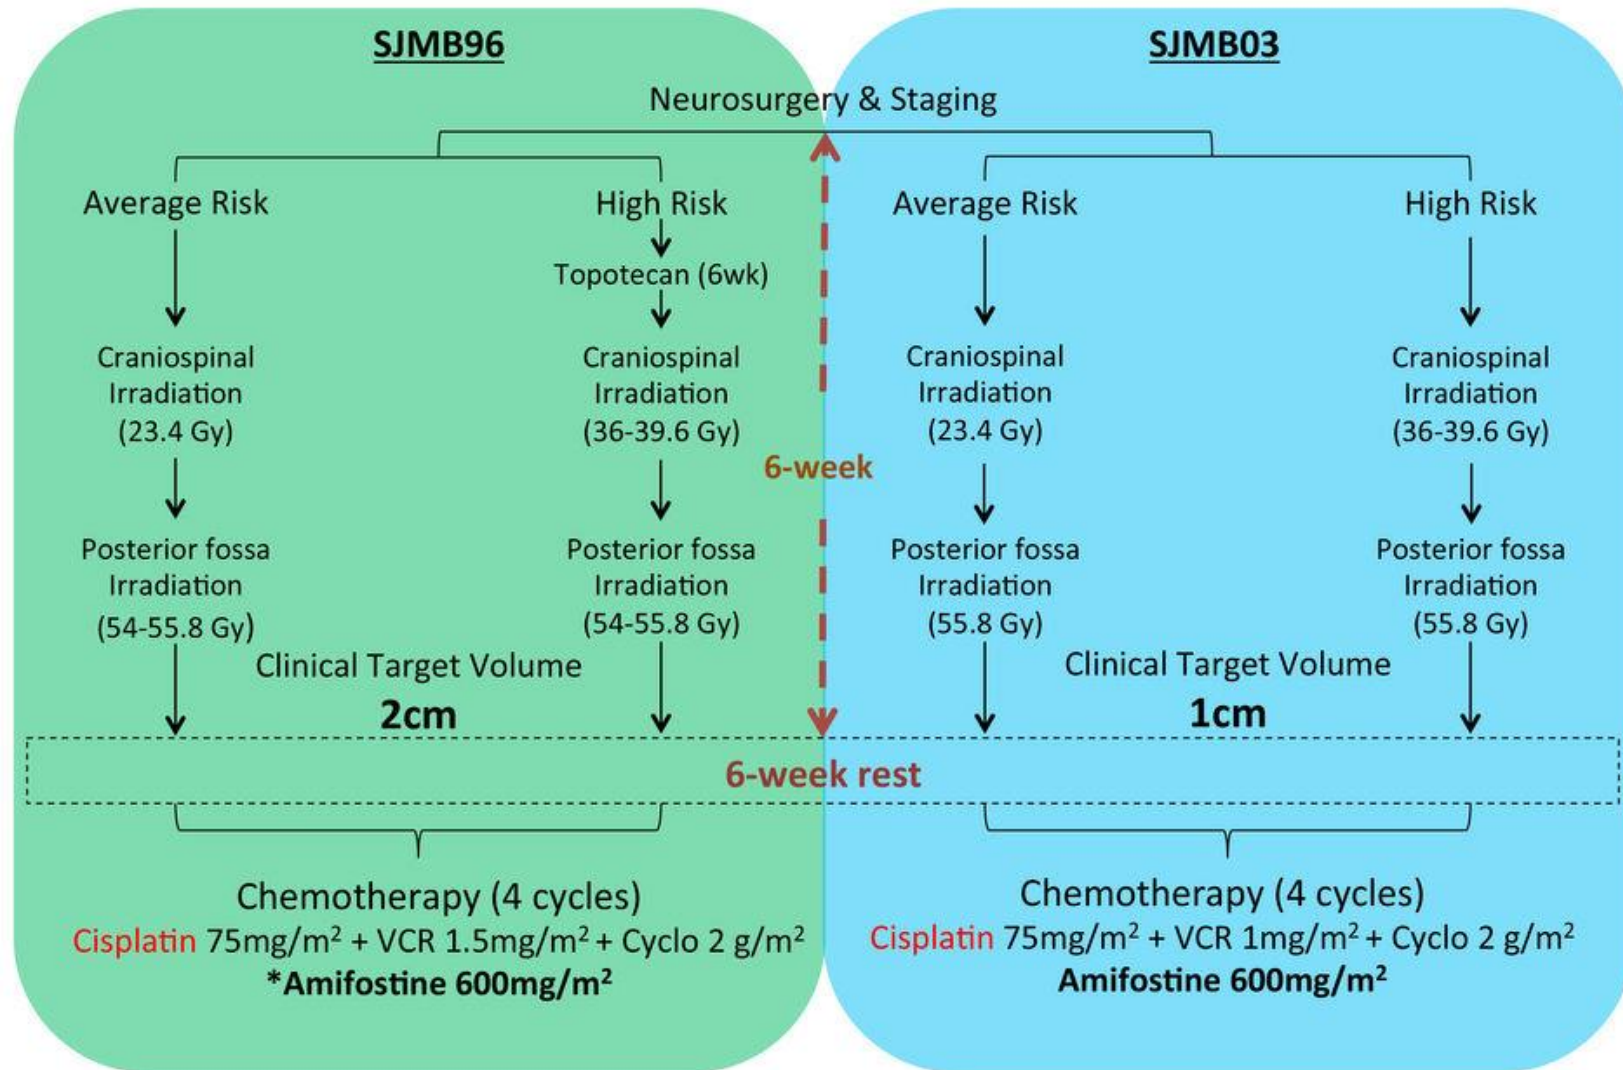 SJMB96
SJMB03
Neurosurgery & Staging
Average Risk
High Risk
Average Risk
High Risk
Topotecan (6wk)
Craniospinal
Irradiation
(23.4 Gy)
Craniospinal
Irradiation
(36-39.6 Gy)
Craniospinal
Irradiation
(23.4 Gy)
Craniospinal
Irradiation
(36-39.6 Gy)
6-week
Posterior fossa
Irradiation
(54-55.8 Gy)
Posterior fossa
Irradiation
(54-55.8 Gy)
Posterior fossa
Irradiation
(55.8 Gy)
Posterior fossa
Irradiation
(55.8 Gy)
Clinical Target Volume
2cm
Clinical Target Volume
1cm
6-week rest
Chemotherapy (4 cycles)
Cisplatin 75mg/m² + VCR 1.5mg/m² + Cyclo 2 g/m²
*Amifostine 600mg/m²
Chemotherapy (4 cycles)
Cisplatin 75mg/m² + VCR 1mg/m² + Cyclo 2 g/m²
Amifostine 600mg/m²